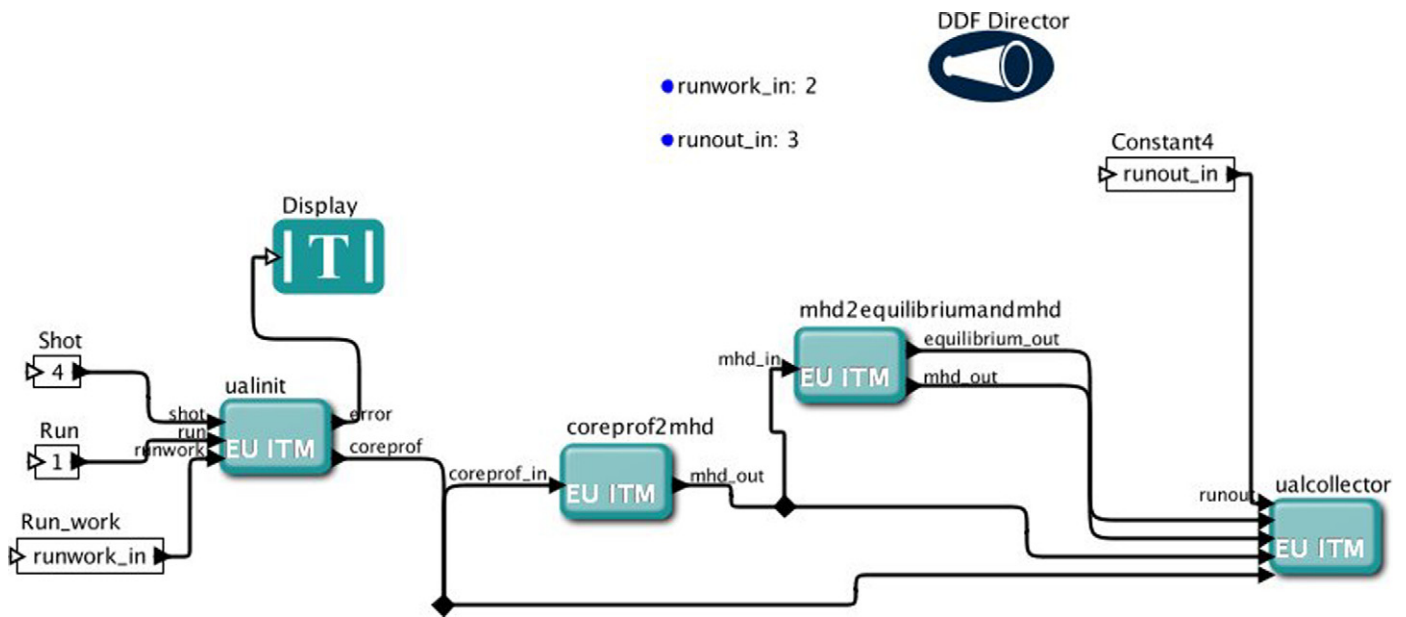 DDF Director
runwork_in: 2
runout_in: 3
Constant4
runout_in
Display
T
mhd2equilibriumandmhd
equilibrium_out
mhd_in
EU ITM
mhd_out
Shot
4
ualinit
shot
error
Run
run
1
runwork
EU ITM
coreprof
coreprof2mhd
coreprof_in
mhd_out
EU ITM
ualcollector
runout
Run_work
runwork_in
EU ITM